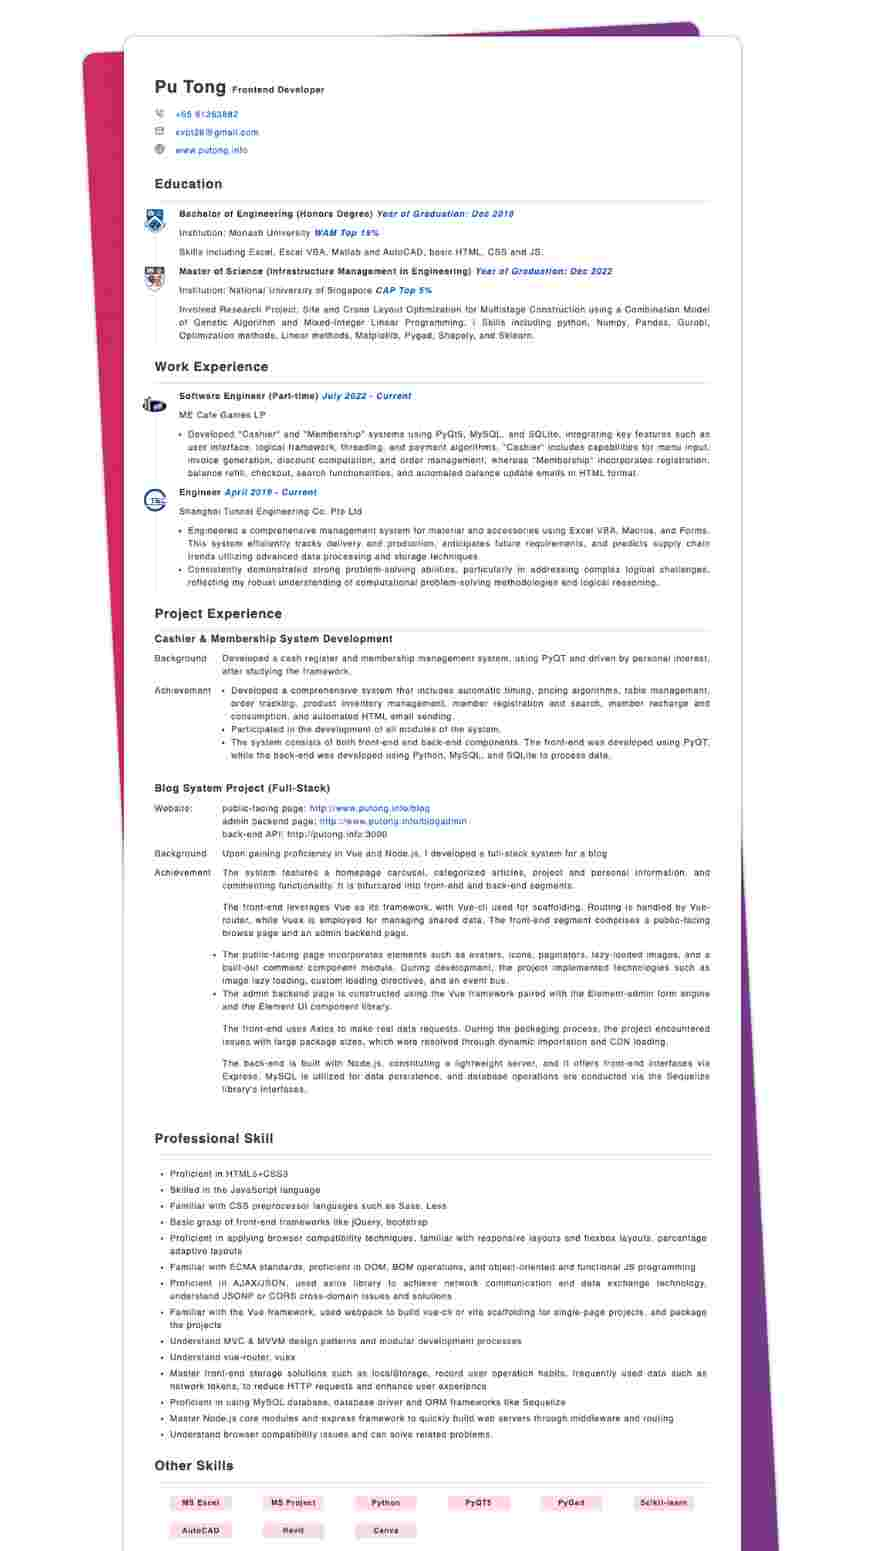 Pu Tong Frontend Developer
www.putong.info
Education
Bachelor of Engineering (Honors Degree) Year of Graduation: Dec 2018
Institution: Monash University WAM Top 15%
Skills including Excel, Excel VBA, Matlab and AutoCAD, basic HTML, CSS and JS.
Master of Science (Infrastructure Management in Engineering) Year of Graduation: Dec 2022
Institution: National University of Singapore CAP Top 5%
Involved Research Project, Site and Crane Layout Optimization for Multistage Construction using a Combination Model
of Genetic Algorithm and Mixed-Integer Linear Programming. | Skills including python, Numpy, Pandas, Gurobi,
Optimization methods, Linear methods, Matplotlib, Pygad, Shapely, and Sklearn.
Work Experience
Software Engineer (Part-time) July 2022 - Current
ME Cafe Games LP
• Developed "Cashier" and "Membership" systems using PyQt5, MySQL, and SQLite, integrating key features such as
user interface, logical framework, threading, and payment algorithms. "Cashier" includes capabilities for menu input,
invoice generation, discount computation, and order management, whereas "Membership" incorporates registration,
balance refill, checkout, search functionalities, and automated balance update emails in HTML format.
Engineer April 2019 - Current
Shanghai Tunnel Engineering Co. Pte Ltd
• Engineered a comprehensive management system for material and accessories using Excel VBA, Macros, and Forms.
This system efficiently tracks delivery and production, anticipates future requirements, and predicts supply chain
trends utilizing advanced data processing and storage techniques.
• Consistently demonstrated strong problem-solving abilities, particularly in addressing complex logical challenges,
reflecting my robust understanding of computational problem-solving methodologies and logical reasoning.
Project Experience
Cashier & Membership System Development
Background Developed a cash register and membership management system, using PyQT and driven by personal interest,
after studying the framework.
Achievement • Developed a comprehensive system that includes automatic timing, pricing algorithms, table management,
order tracking, product inventory management, member registration and search, member recharge and
consumption, and automated HTML email sending.
• Participated in the development of all modules of the system.
• The system consists of both front-end and back-end components. The front-end was developed using PyQT,
while the back-end was developed using Python, MySQL, and SQLite to process data.
Blog System Project (Full-Stack)
Website: public-facing page: http://www.putong.info/blog
admin backend page: http://www.putong.info/blogadmin
back-end API: http://putong.info:3000
Background Upon gaining proficiency in Vue and Node.js, I developed a full-stack system for a blog
Achievement The system features a homepage carousel, categorized articles, project and personal information, and
commenting functionality. It is bifurcated into front-end and back-end segments.
The front-end leverages Vue as its framework, with Vue-cli used for scaffolding. Routing is handled by Vue-
router, while Vuex is employed for managing shared data. The front-end segment comprises a public-facing
browse page and an admin backend page.
• The public-facing page incorporates elements such as avatars, icons, paginators, lazy-loaded images, and a
built-out comment component module. During development, the project implemented technologies such as
image lazy loading, custom loading directives, and an event bus.
• The admin backend page is constructed using the Vue framework paired with the Element-admin form engine
and the Element UI component library.
The front-end uses Axios to make real data requests. During the packaging process, the project encountered
issues with large package sizes, which were resolved through dynamic importation and CDN loading.
The back-end is built with Node.js, constituting a lightweight server, and it offers front-end interfaces via
Express. MySQL is utilized for data persistence, and database operations are conducted via the Sequelize
library's interfaces.
Professional Skill
• Proficient in HTML5+CSS3
• Skilled in the JavaScript language
• Familiar with CSS preprocessor languages such as Sass, Less
• Basic grasp of front-end frameworks like jQuery, bootstrap
• Proficient in applying browser compatibility techniques, familiar with responsive layouts and flexbox layouts, percentage
adaptive layouts
• Familiar with ECMA standards, proficient in DOM, BOM operations, and object-oriented and functional JS programming
• Proficient in AJAX/JSON, used axios library to achieve network communication and data exchange technology,
understand JSONP or CORS cross-domain issues and solutions
• Familiar with the Vue framework, used webpack to build vue-cli or vite scaffolding for single-page projects, and package
the projects
• Understand MVC & MVVM design patterns and modular development processes
• Understand vue-router, vuex
• Master front-end storage solutions such as localStorage, record user operation habits, frequently used data such as
network tokens, to reduce HTTP requests and enhance user experience
• Proficient in using MySQL database, database driver and ORM frameworks like Sequelize
• Master Node.js core modules and express framework to quickly build web servers through middleware and routing
• Understand browser compatibility issues and can solve related problems.
Other Skills
MS Excel MS Project Python PyQT5 PyGad Scikit-learn
AutoCAD Revit Canva